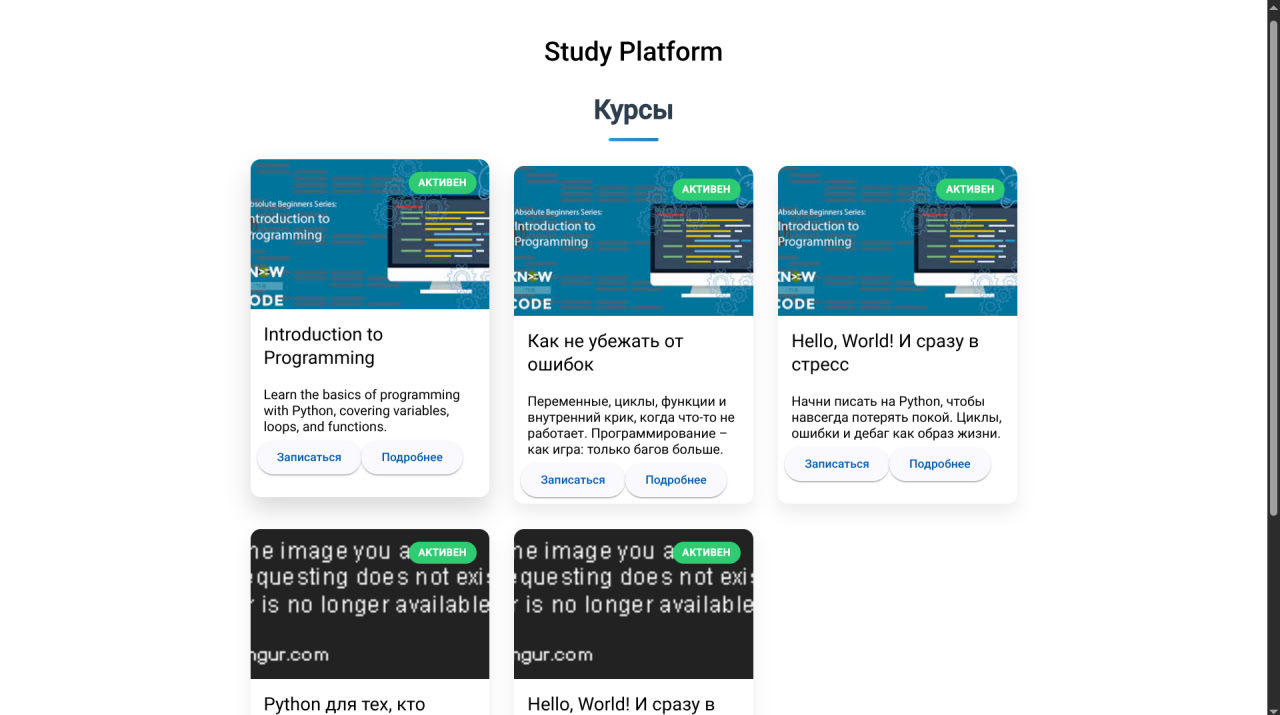 Study Platform
Курсы
АКТИВЕН
Absolute Beginners Series:
Introduction to
Programming
KNOW
CODE
Introduction to
Programming
Learn the basics of programming
with Python, covering variables,
loops, and functions.
Записаться
Подробнее
АКТИВЕН
Absolute Beginners Series:
Introduction to
Programming
KNOW
CODE
Как не убежать от
ошибок
Переменные, циклы, функции и
внутренний крик, когда что-то не
работает. Программирование –
как игра: только багов больше.
Записаться
Подробнее
АКТИВЕН
Absolute Beginners Series:
Introduction to
Programming
KNOW
CODE
Hello, World! И сразу в
стресс
Начни писать на Python, чтобы
навсегда потерять покой. Циклы,
ошибки и дебаг как образ жизни.
Записаться
Подробнее
АКТИВЕН
he image you a
equesting does not exis
r is no longer available
ngur.com
Python для тех, кто
АКТИВЕН
he image you a
equesting does not exis
r is no longer available
ngur.com
Hello, World! И сразу в